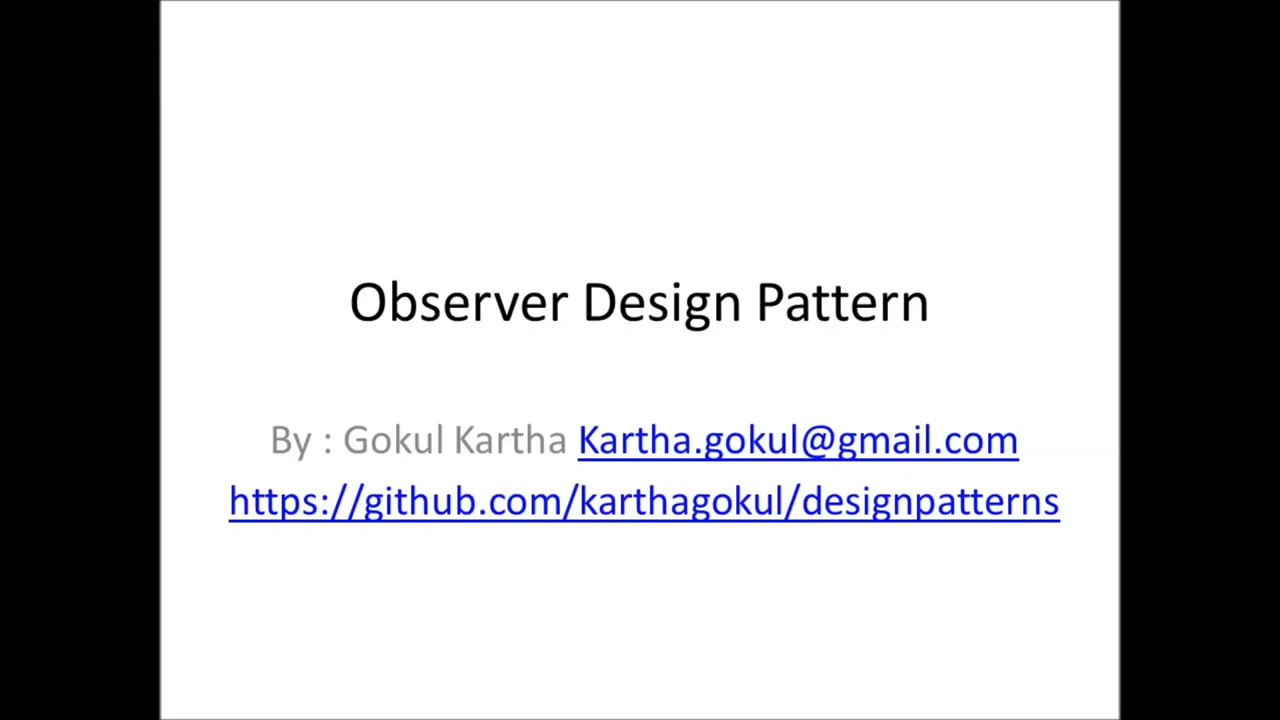 Observer Design Pattern
By : Gokul Kartha Kartha.gokul@gmail.com
https://github.com/karthagokul/designpatterns